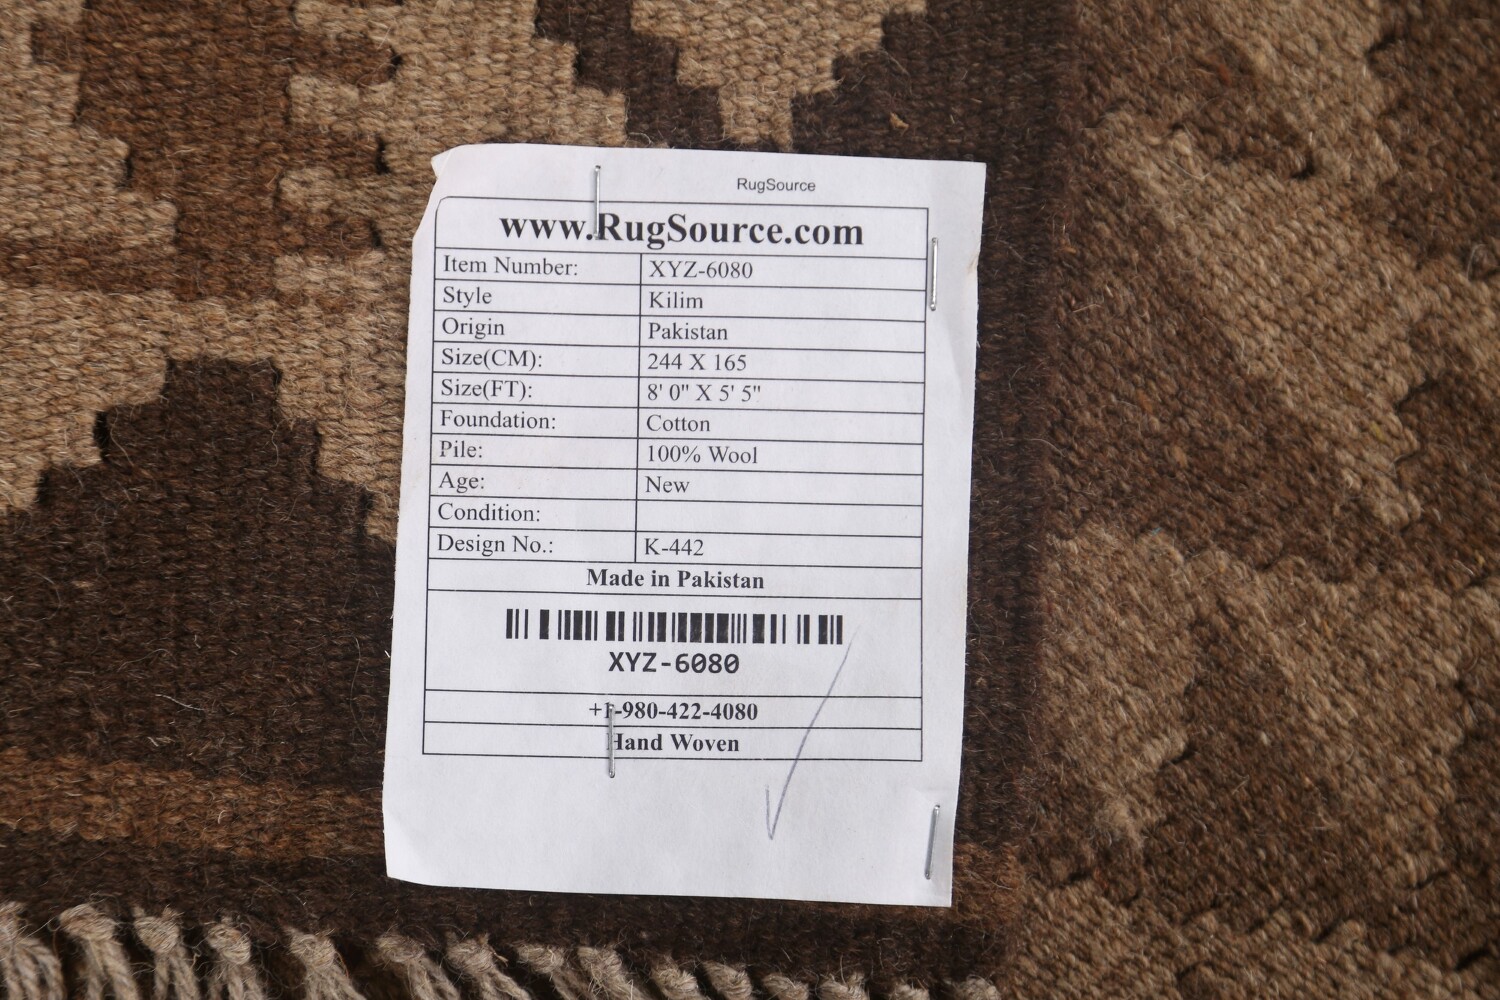 RugSource
www.RugSource.com
Item Number: XYZ-6080
Style Kilim
Origin Pakistan
Size(CM): 244 X 165
Size(FT): 8' 0" X 5' 5"
Foundation: Cotton
Pile: 100% Wool
Age: New
Condition:
Design No.: K-442
Made in Pakistan
XYZ-6080
+1-980-422-4080
Hand Woven